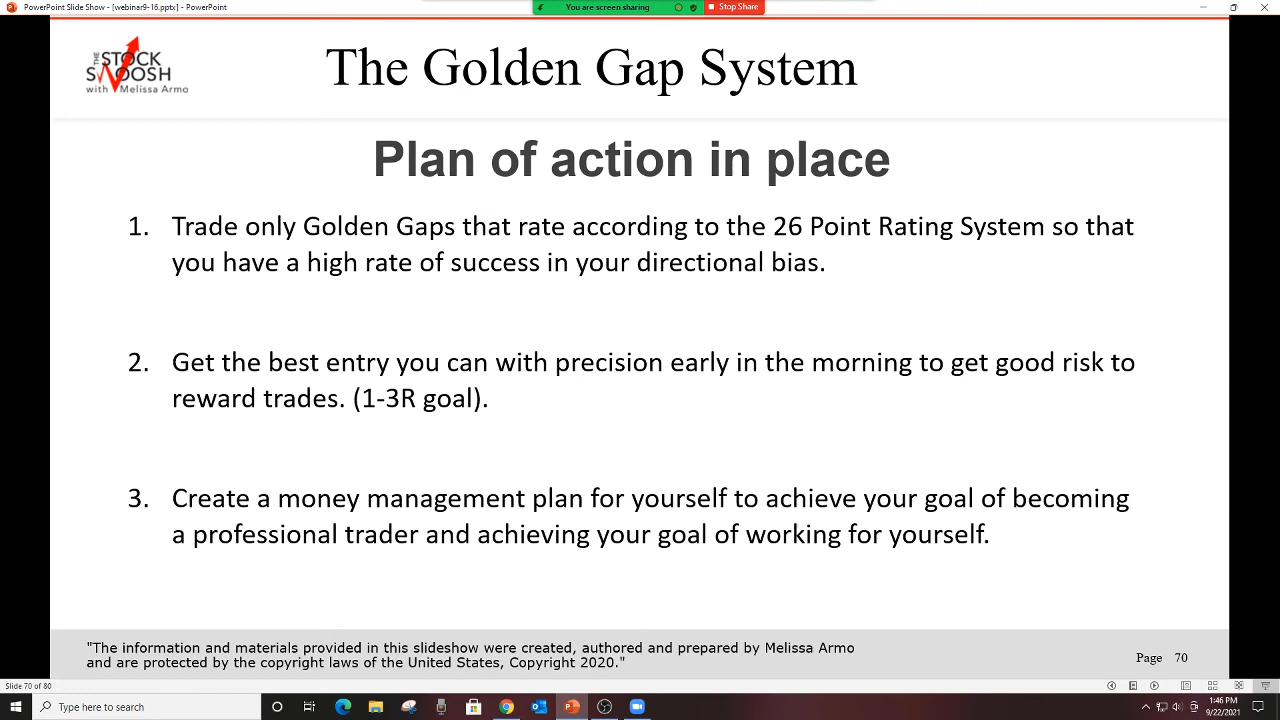 PowerPoint Slide Show - [webinar9-16.pptx] - PowerPoint
You are screen sharing
Stop Share
THE
STOCK
SWOOSH
with Melissa Armo
The Golden Gap System
Plan of action in place
1. Trade only Golden Gaps that rate according to the 26 Point Rating System so that
you have a high rate of success in your directional bias.
2. Get the best entry you can with precision early in the morning to get good risk to
reward trades. (1-3R goal).
3. Create a money management plan for yourself to achieve your goal of becoming
a professional trader and achieving your goal of working for yourself.
"The information and materials provided in this slideshow were created, authored and prepared by Melissa Armo
and are protected by the copyright laws of the United States, Copyright 2020."
Page 70
Slide 70 of 80
Type here to search
1:46 PM
9/22/2021